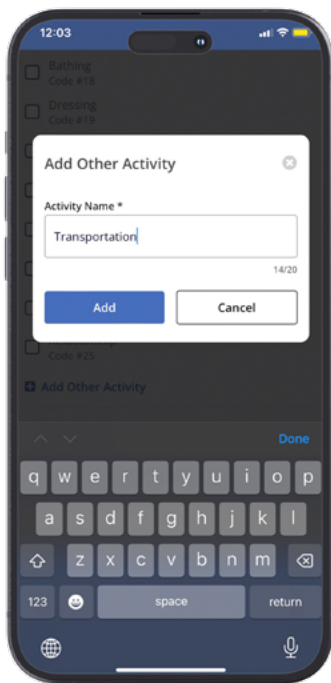 12:03
Bathing
Code #18
Dressing
Code #19
Add Other Activity
Activity Name *
Transportation
14/20
Add
Cancel
Code #25
Add Other Activity
Done
q w e r t y u i o p
a s d f g h j k l
z x c v b n m
123
space
return